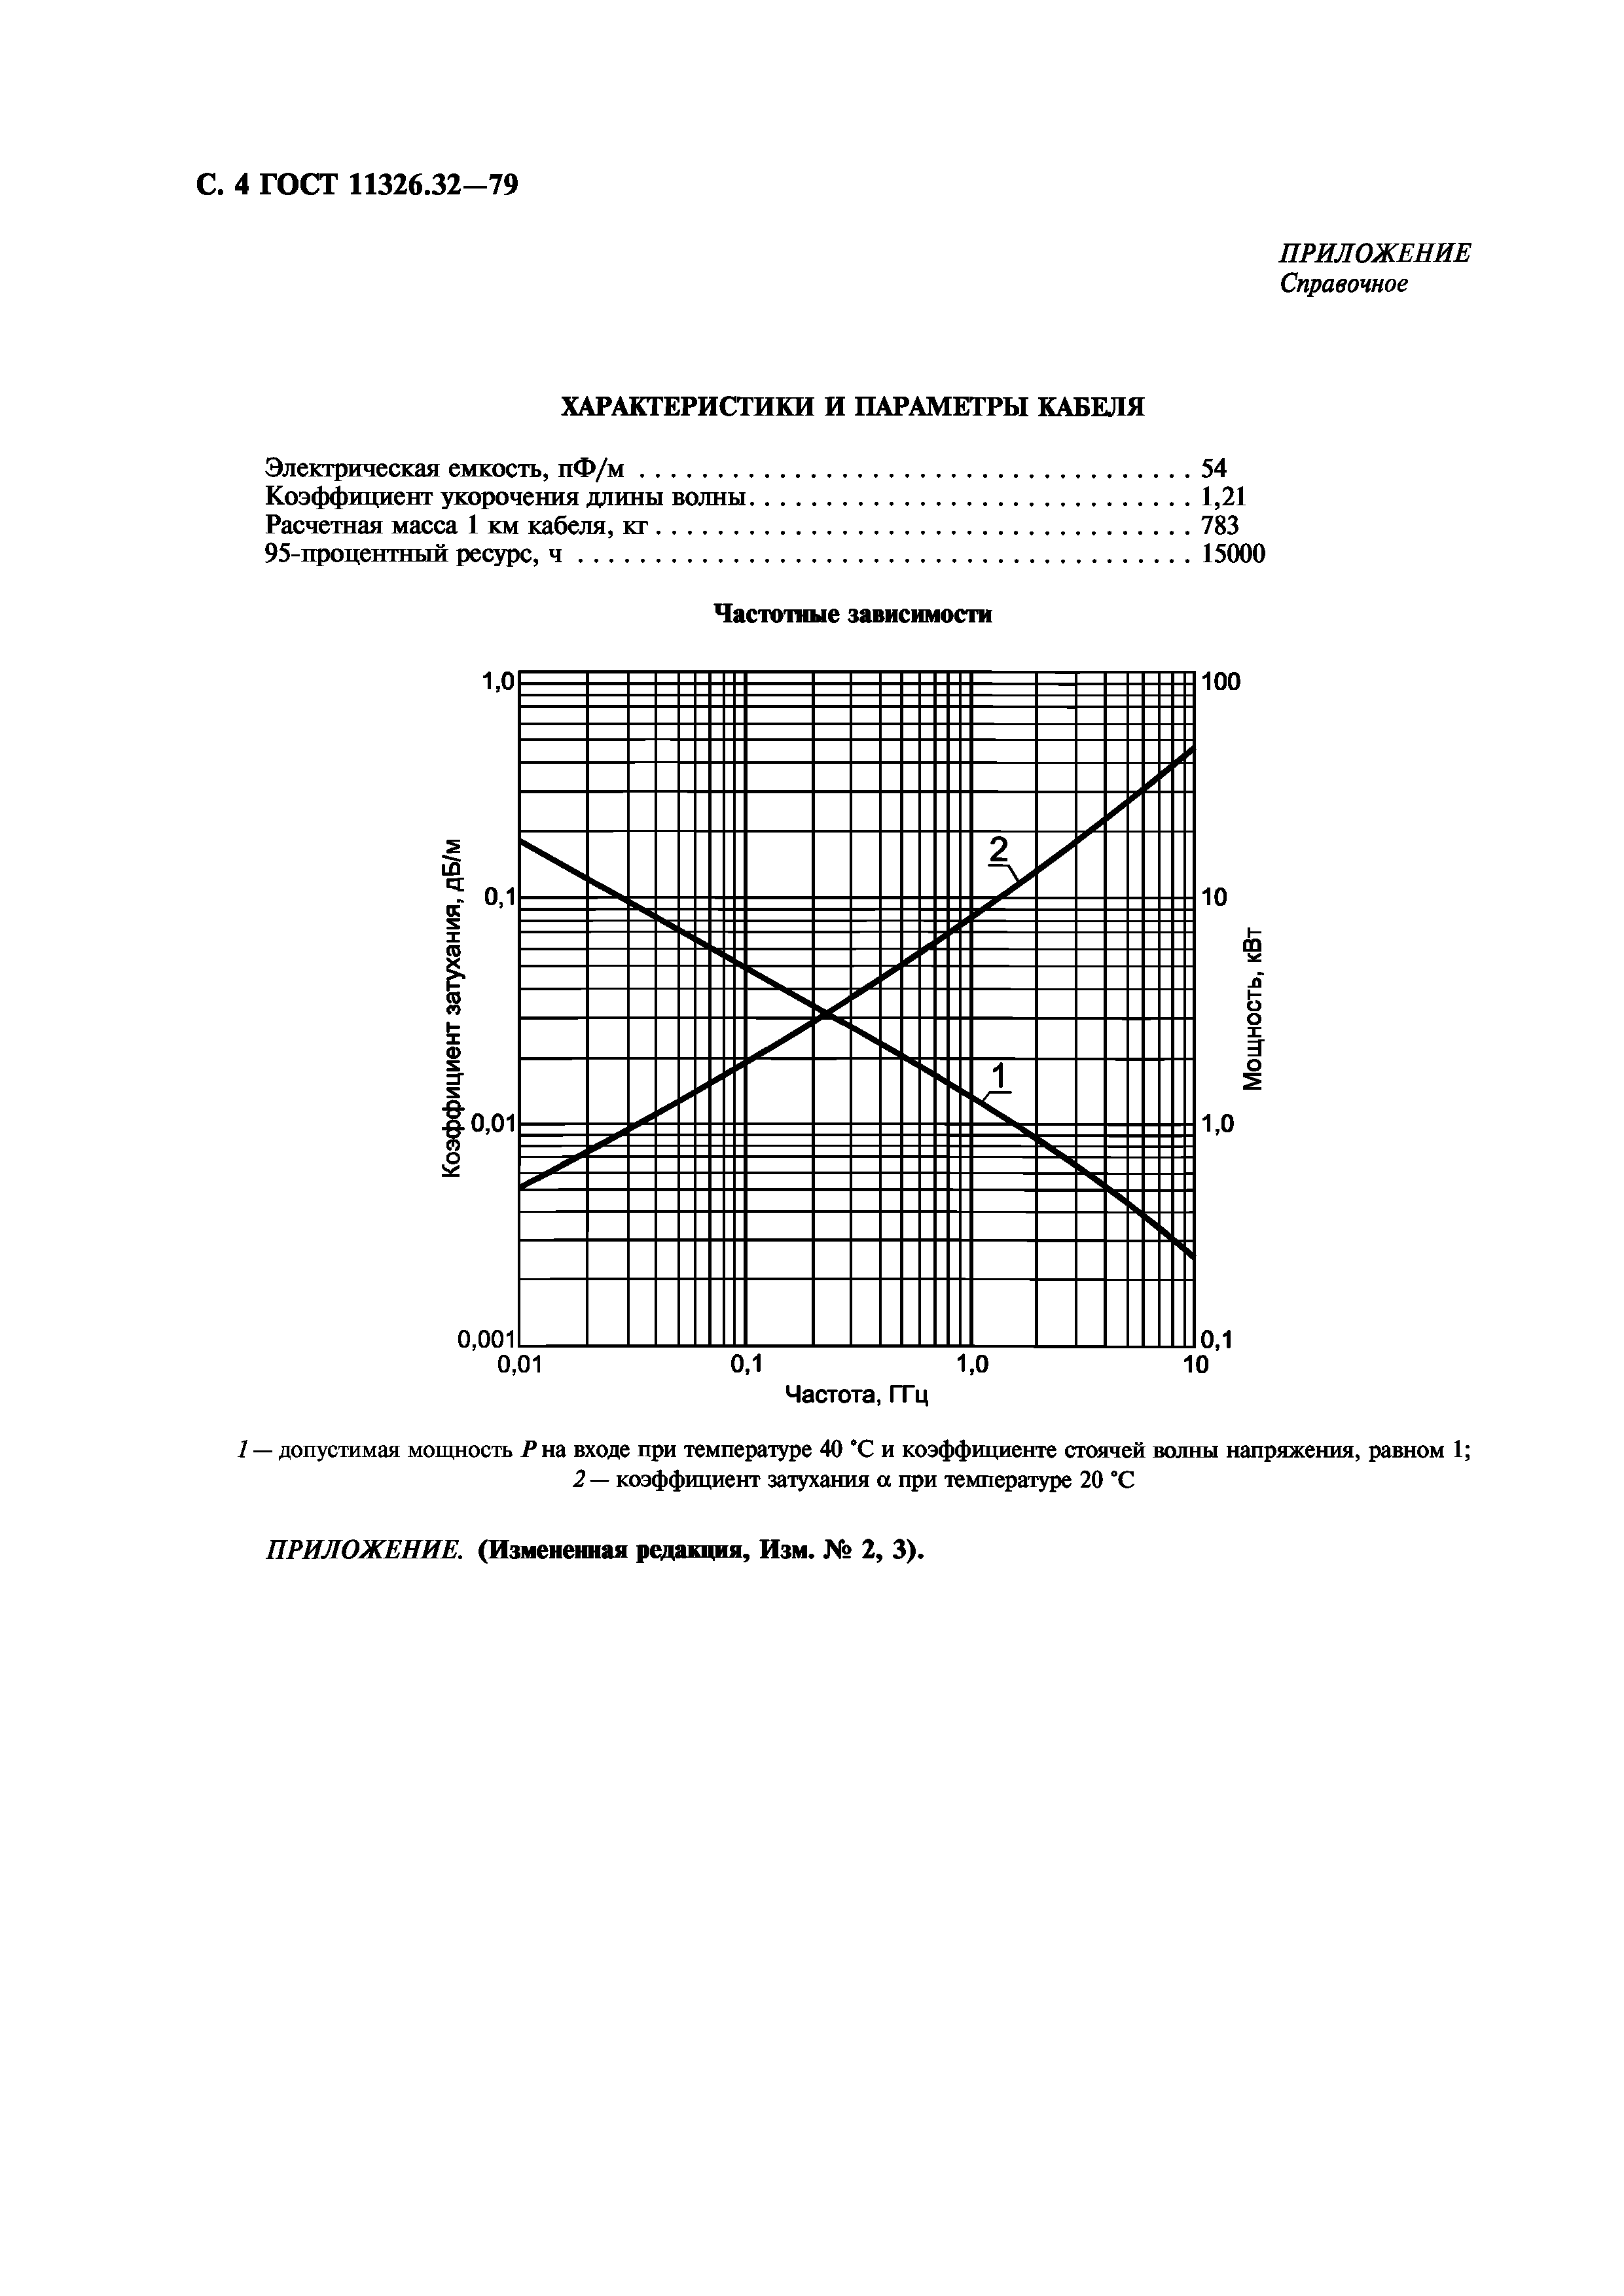 С. 4 ГОСТ 11326.32—79
ПРИЛОЖЕНИЕ
Справочное
ХАРАКТЕРИСТИКИ И ПАРАМЕТРЫ КАБЕЛЯ
Электрическая емкость, пФ/м . . . . . . . . . . . . . . . . . . . . . . . . . . . . . . . . . . . . . . . . 54
Коэффициент укорочения длины волны. . . . . . . . . . . . . . . . . . . . . . . . . . . . . . . . 1,21
Расчетная масса 1 км кабеля, кг . . . . . . . . . . . . . . . . . . . . . . . . . . . . . . . . . . . . . . . 783
95-процентный ресурс, ч . . . . . . . . . . . . . . . . . . . . . . . . . . . . . . . . . . . . . . . . . . . . 15000
Частотные зависимости
1,0
0,1
0,01
0,001
Коэффициент затухания, дБ/м
2
1
100
10
1,0
0,1
Мощность, кВт
0,01 0,1 1,0 10
Частота, ГГц
1 — допустимая мощность P на входе при температуре 40 °С и коэффициенте стоячей волны напряжения, равном 1;
2 — коэффициент затухания α при температуре 20 °С
ПРИЛОЖЕНИЕ. (Измененная редакция, Изм. № 2, 3).